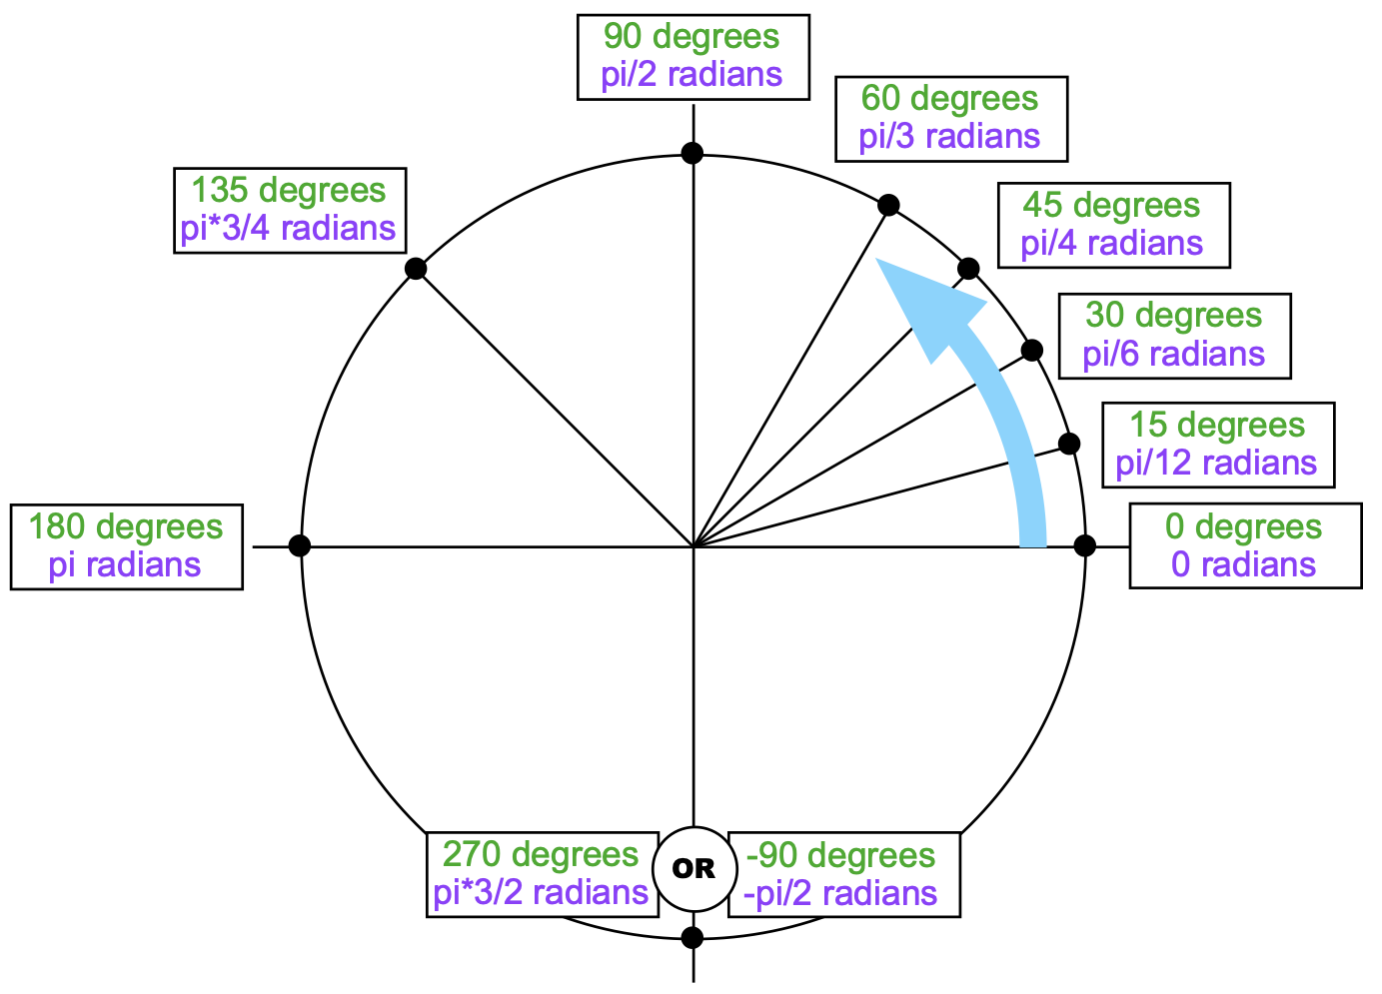 90 degrees
pi/2 radians
60 degrees
pi/3 radians
135 degrees
pi*3/4 radians
45 degrees
pi/4 radians
30 degrees
pi/6 radians
15 degrees
pi/12 radians
180 degrees
pi radians
0 degrees
0 radians
270 degrees
pi*3/2 radians
OR
-90 degrees
-pi/2 radians